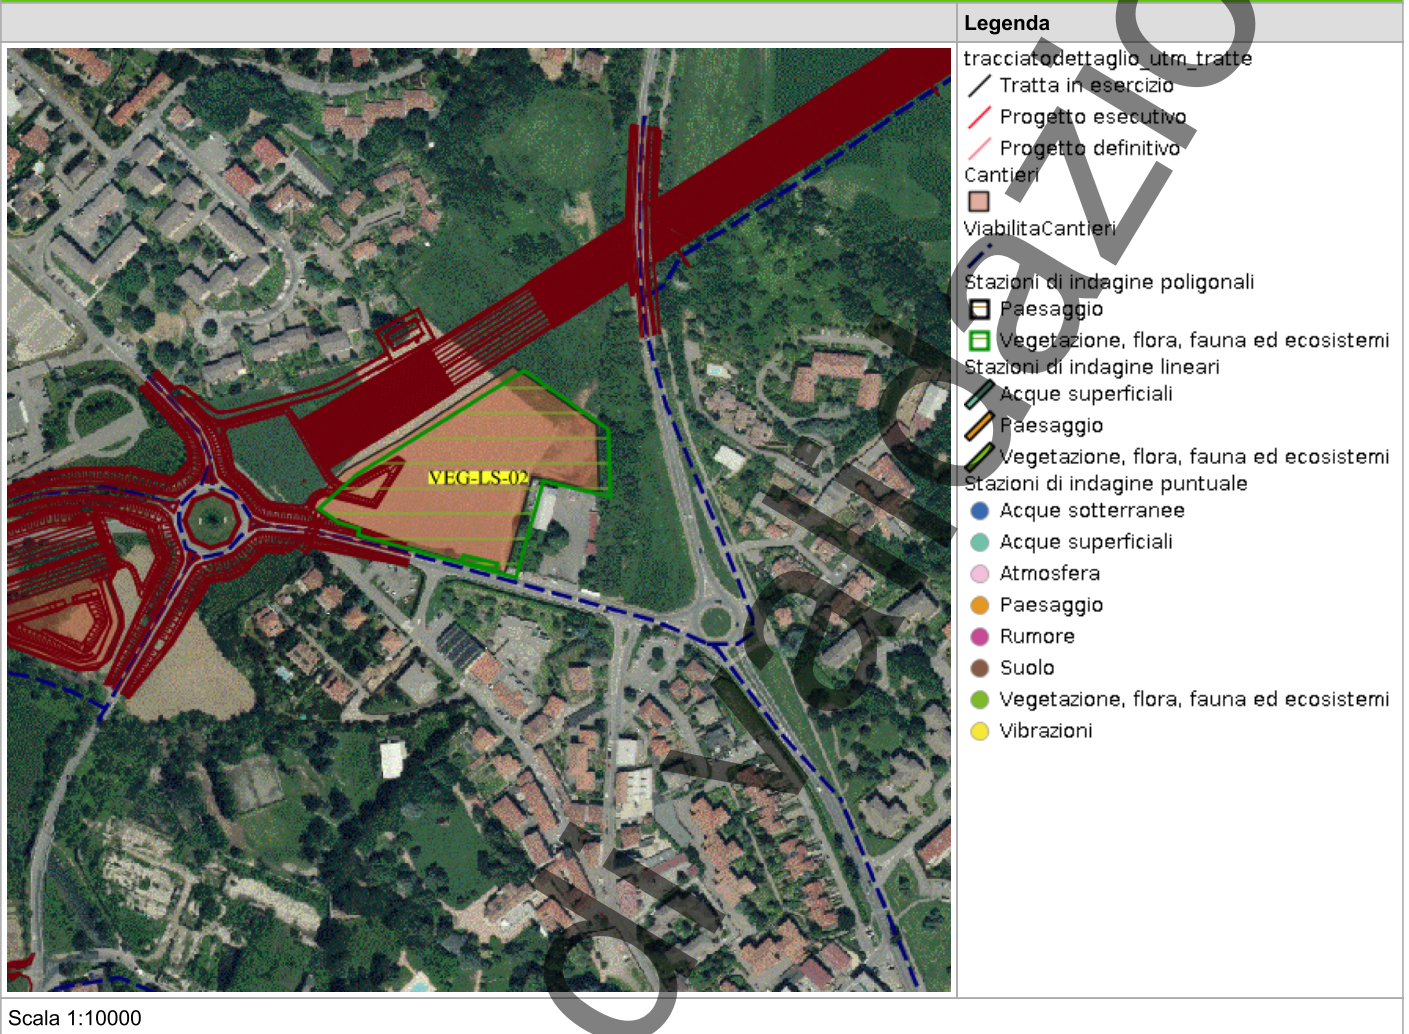 Legenda
tracciatodettaglio_utm_tratte
Tratta in esercizio
Progetto esecutivo
Progetto definitivo
Cantieri
ViabilitaCantieri
Stazioni di indagine poligonali
Paesaggio
Vegetazione, flora, fauna ed ecosistemi
Stazioni di indagine lineari
Acque superficiali
Paesaggio
Vegetazione, flora, fauna ed ecosistemi
Stazioni di indagine puntuale
Acque sotterranee
Acque superficiali
Atmosfera
Paesaggio
Rumore
Suolo
Vegetazione, flora, fauna ed ecosistemi
Vibrazioni
VEG-LS-02
Scala 1:10000